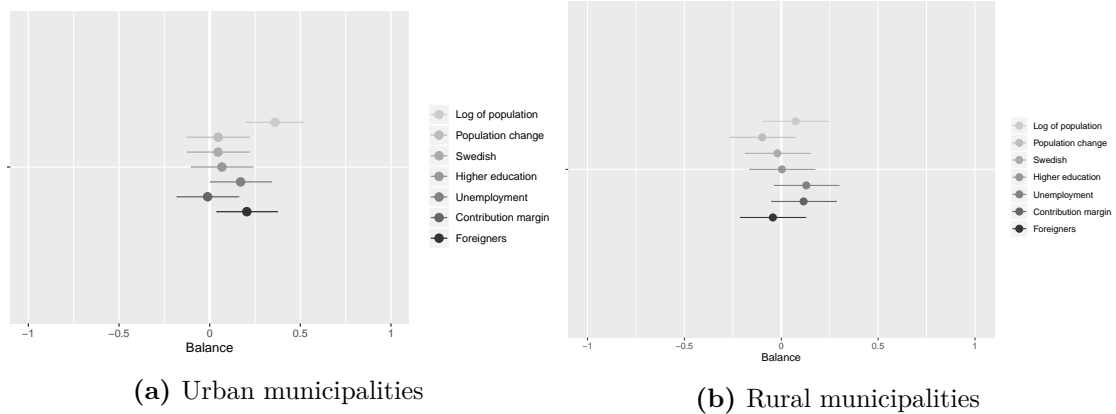 Log of population
Population change
Swedish
Higher education
Unemployment
Contribution margin
Foreigners
−1
−0.5
0
0.5
1
Balance
(a) Urban municipalities
Log of population
Population change
Swedish
Higher education
Unemployment
Contribution margin
Foreigners
−1
−0.5
0
0.5
1
Balance
(b) Rural municipalities